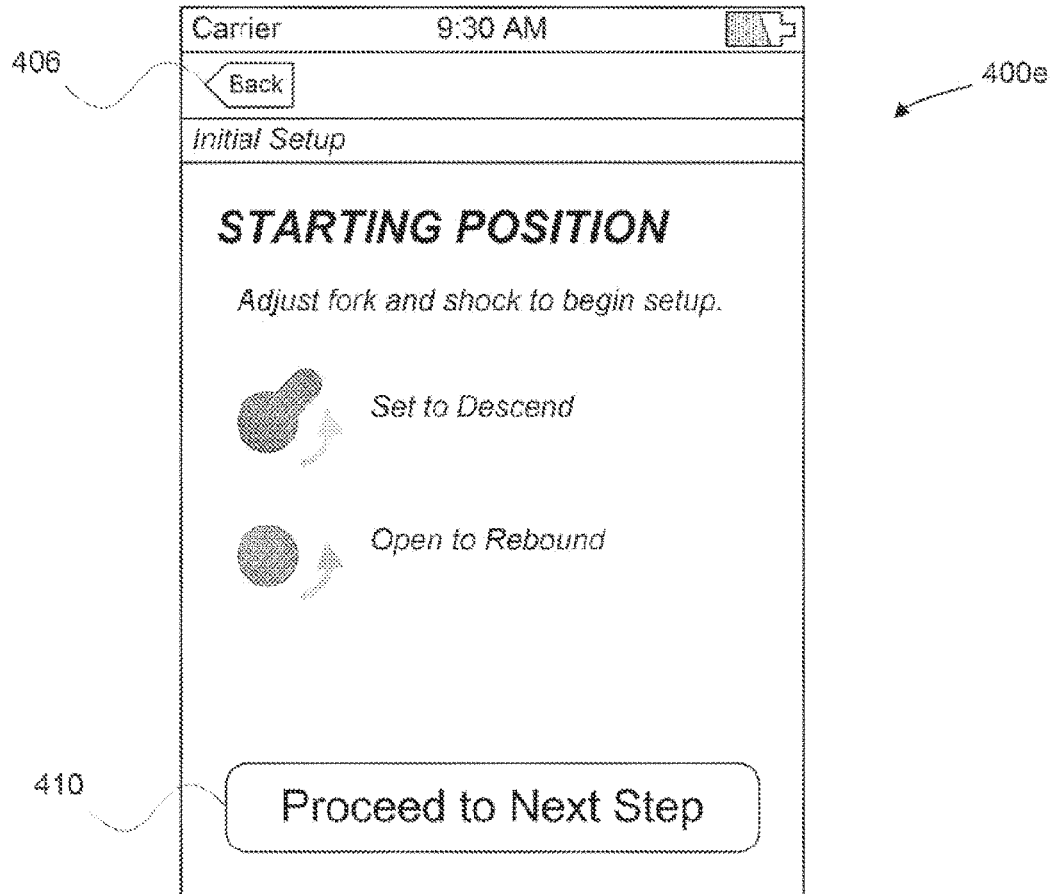 Carrier 9:30 AM
406
Back
400e
Initial Setup
STARTING POSITION
Adjust fork and shock to begin setup.
Set to Descend
Open to Rebound
410
Proceed to Next Step